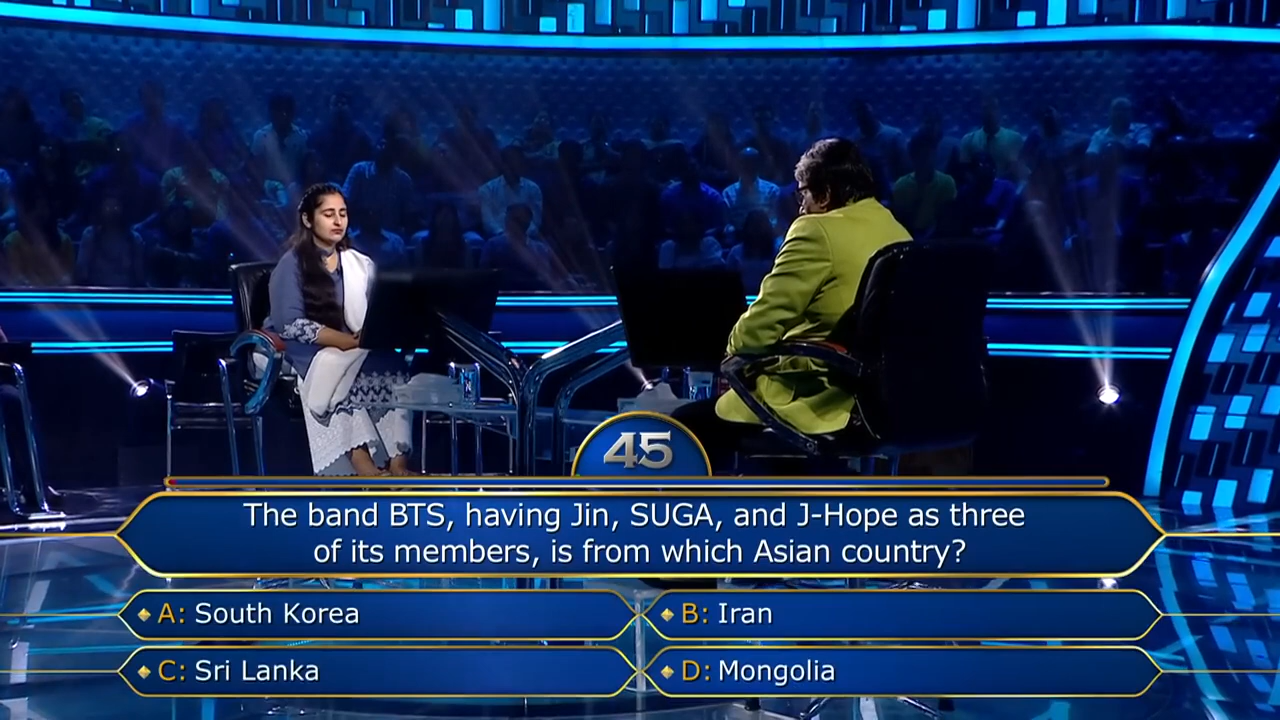 45
The band BTS, having Jin, SUGA, and J-Hope as three
of its members, is from which Asian country?
A: South Korea
B: Iran
C: Sri Lanka
D: Mongolia